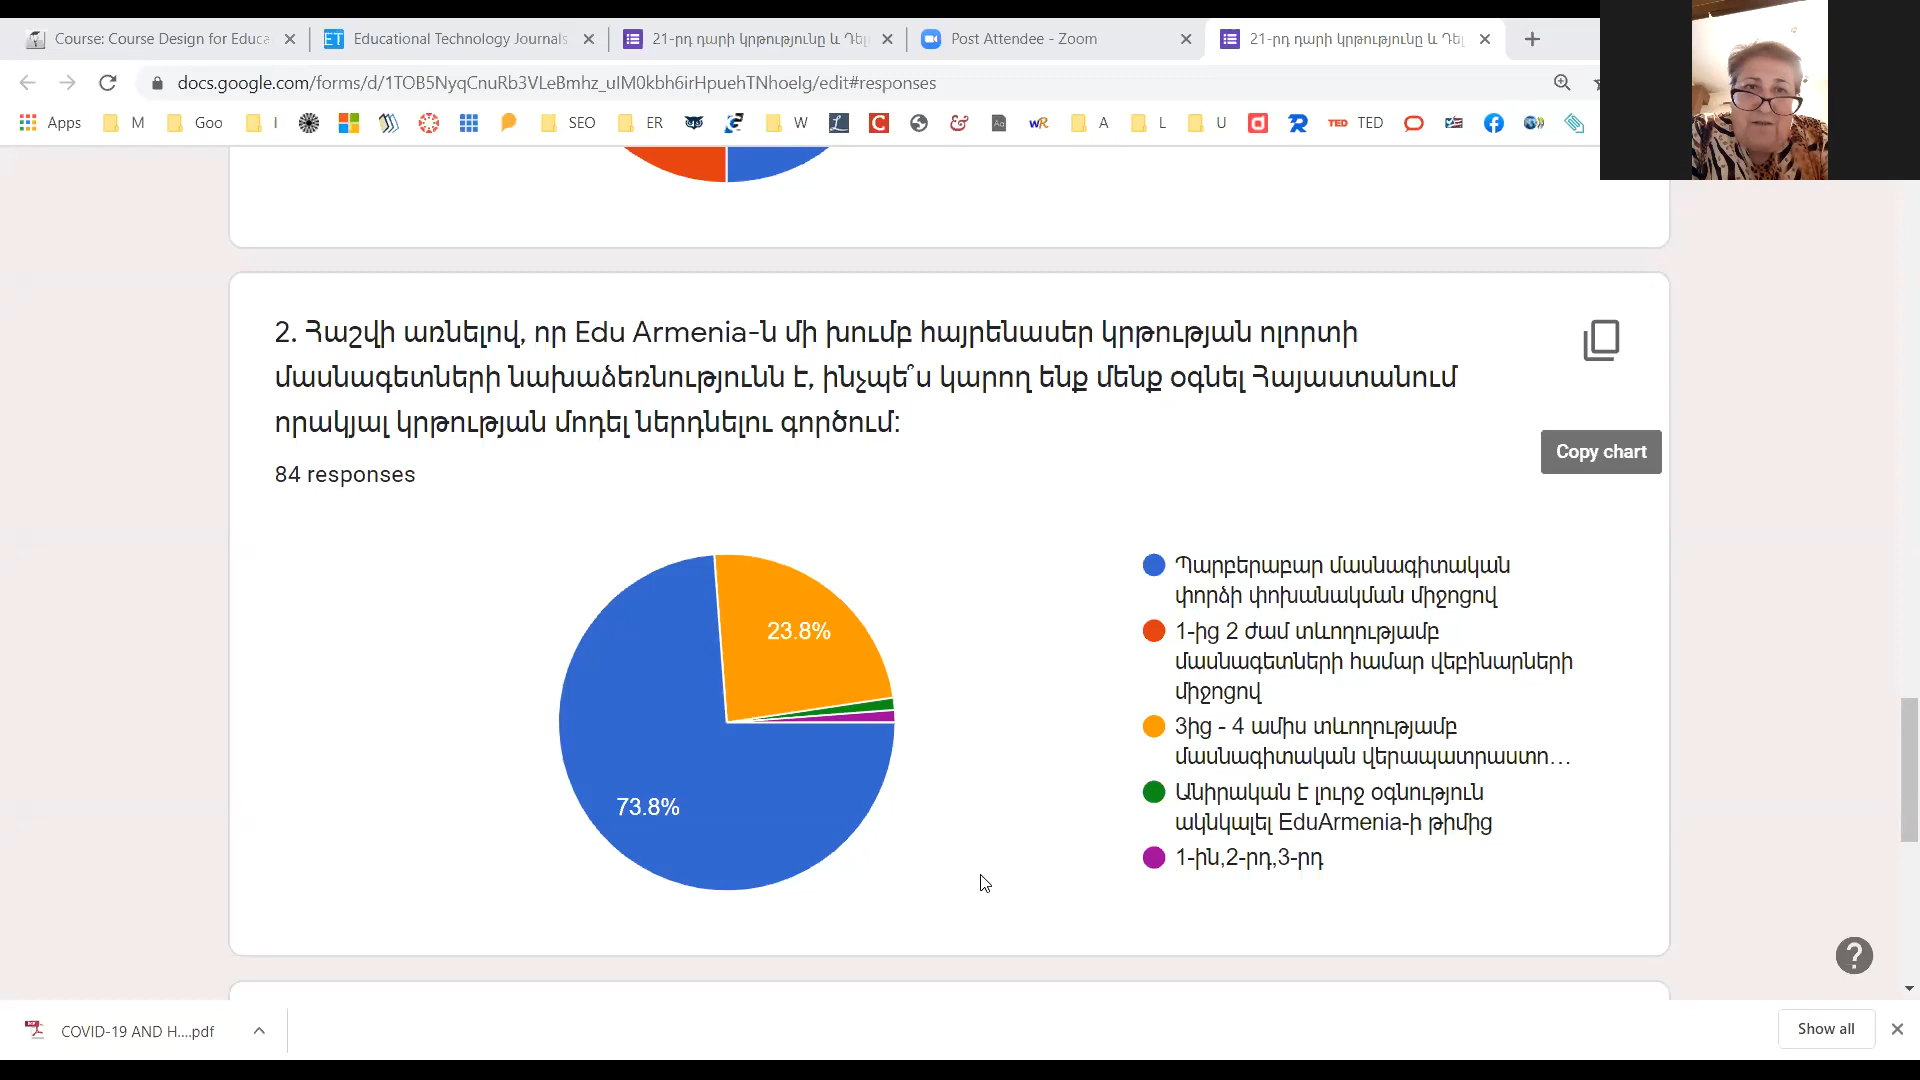 Course: Course Design for Educa
Educational Technology Journals
21-րդ դարի կրթությունը և Դել
Post Attendee - Zoom
21-րդ դարի կրթությունը և Դել
docs.google.com/forms/d/1TOB5NyqCnuRb3VLeBmhz_uIM0kbh6irHpuehTNhoeIg/edit#responses
Apps M Goo I SEO ER W A L U TED TED
2. Հաշվի առնելով, որ Edu Armenia-ն մի խումբ հայրենասեր կրթության ոլորտի
մասնագետների նախաձեռնությունն է, ինչպե՞ս կարող ենք մենք օգնել Հայաստանում
որակյալ կրթության մոդել ներդնելու գործում:
84 responses
Copy chart
23.8%
73.8%
Պարբերաբար մասնագիտական
փորձի փոխանակման միջոցով
1-ից 2 ժամ տևողությամբ
մասնագետների համար վեբինարների
միջոցով
3ից - 4 ամիս տևողությամբ
մասնագիտական վերապատրաստո...
Անիրական է լուրջ օգնություն
ակնկալել EduArmenia-ի թիմից
1-ին,2-րդ,3-րդ
COVID-19 AND H....pdf
Show all